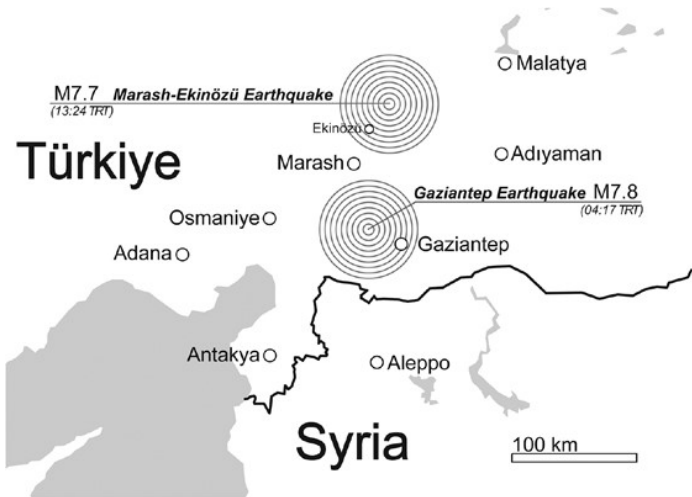 Malatya
M7.7 Marash-Ekinözü Earthquake
(13:24 TRT)
Ekinözü
Türkiye
Marash
Adıyaman
Gaziantep Earthquake M7.8
(04:17 TRT)
Osmaniye
Gaziantep
Adana
Antakya
Aleppo
Syria
100 km